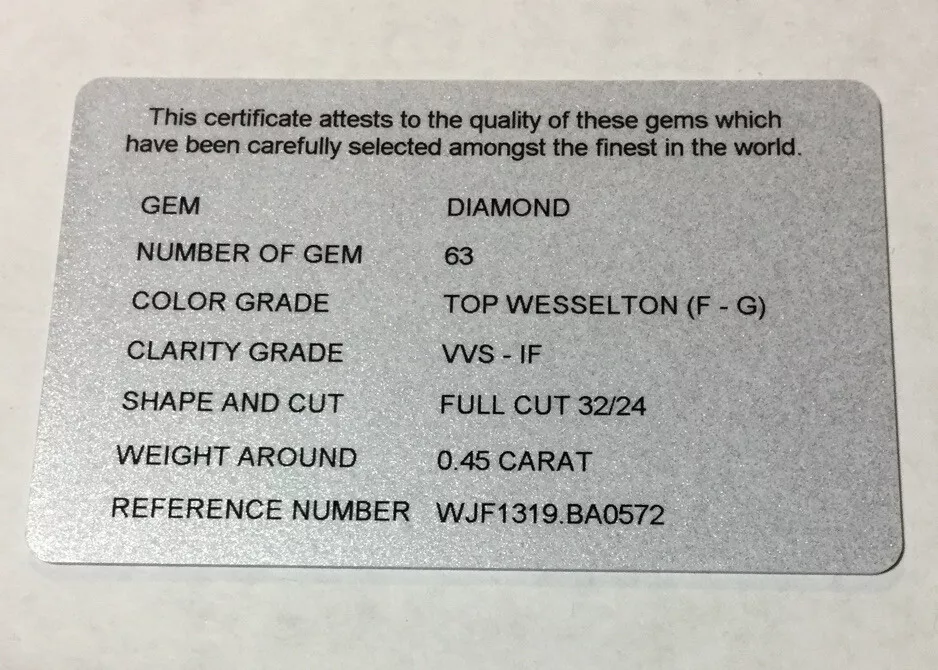 This certificate attests to the quality of these gems which
have been carefully selected amongst the finest in the world.
GEM DIAMOND
NUMBER OF GEM 63
COLOR GRADE TOP WESSELTON (F - G)
CLARITY GRADE VVS - IF
SHAPE AND CUT FULL CUT 32/24
WEIGHT AROUND 0.45 CARAT
REFERENCE NUMBER WJF1319.BA0572